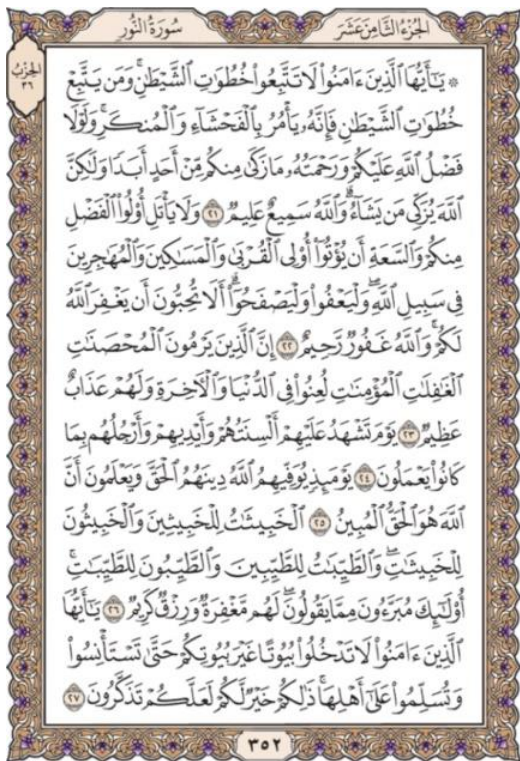 الجزء الثامن عشر
سورة النور
الحزب
٣٦
۞ يَٰٓأَيُّهَا ٱلَّذِينَ ءَامَنُوا۟ لَا تَتَّبِعُوا۟ خُطُوَٰتِ ٱلشَّيْطَٰنِ ۚ وَمَن يَتَّبِعْ
خُطُوَٰتِ ٱلشَّيْطَٰنِ فَإِنَّهُۥ يَأْمُرُ بِٱلْفَحْشَآءِ وَٱلْمُنكَرِ ۚ وَلَوْلَا
فَضْلُ ٱللَّهِ عَلَيْكُمْ وَرَحْمَتُهُۥ مَا زَكَىٰ مِنكُم مِّنْ أَحَدٍ أَبَدًا وَلَٰكِنَّ
ٱللَّهَ يُزَكِّى مَن يَشَآءُ ۗ وَٱللَّهُ سَمِيعٌ عَلِيمٌ ٢١ وَلَا يَأْتَلِ أُو۟لُوا۟ ٱلْفَضْلِ
مِنكُمْ وَٱلسَّعَةِ أَن يُؤْتُوٓا۟ أُو۟لِى ٱلْقُرْبَىٰ وَٱلْمَسَٰكِينَ وَٱلْمُهَٰجِرِينَ
فِى سَبِيلِ ٱللَّهِ ۖ وَلْيَعْفُوا۟ وَلْيَصْفَحُوٓا۟ ۗ أَلَا تُحِبُّونَ أَن يَغْفِرَ ٱللَّهُ
لَكُمْ ۗ وَٱللَّهُ غَفُورٌ رَّحِيمٌ ٢٢ إِنَّ ٱلَّذِينَ يَرْمُونَ ٱلْمُحْصَنَٰتِ
ٱلْغَٰفِلَٰتِ ٱلْمُؤْمِنَٰتِ لُعِنُوا۟ فِى ٱلدُّنْيَا وَٱلْءَاخِرَةِ وَلَهُمْ عَذَابٌ
عَظِيمٌ ٢٣ يَوْمَ تَشْهَدُ عَلَيْهِمْ أَلْسِنَتُهُمْ وَأَيْدِيهِمْ وَأَرْجُلُهُم بِمَا
كَانُوا۟ يَعْمَلُونَ ٢٤ يَوْمَئِذٍ يُوَفِّيهِمُ ٱللَّهُ دِينَهُمُ ٱلْحَقَّ وَيَعْلَمُونَ أَنَّ
ٱللَّهَ هُوَ ٱلْحَقُّ ٱلْمُبِينُ ٢٥ ٱلْخَبِيثَٰتُ لِلْخَبِيثِينَ وَٱلْخَبِيثُونَ
لِلْخَبِيثَٰتِ ۖ وَٱلطَّيِّبَٰتُ لِلطَّيِّبِينَ وَٱلطَّيِّبُونَ لِلطَّيِّبَٰتِ ۚ
أُو۟لَٰٓئِكَ مُبَرَّءُونَ مِمَّا يَقُولُونَ ۖ لَهُم مَّغْفِرَةٌ وَرِزْقٌ كَرِيمٌ ٢٦ يَٰٓأَيُّهَا
ٱلَّذِينَ ءَامَنُوا۟ لَا تَدْخُلُوا۟ بُيُوتًا غَيْرَ بُيُوتِكُمْ حَتَّىٰ تَسْتَأْنِسُوا۟
وَتُسَلِّمُوا۟ عَلَىٰٓ أَهْلِهَا ۚ ذَٰلِكُمْ خَيْرٌ لَّكُمْ لَعَلَّكُمْ تَذَكَّرُونَ ٢٧
٣٥٢